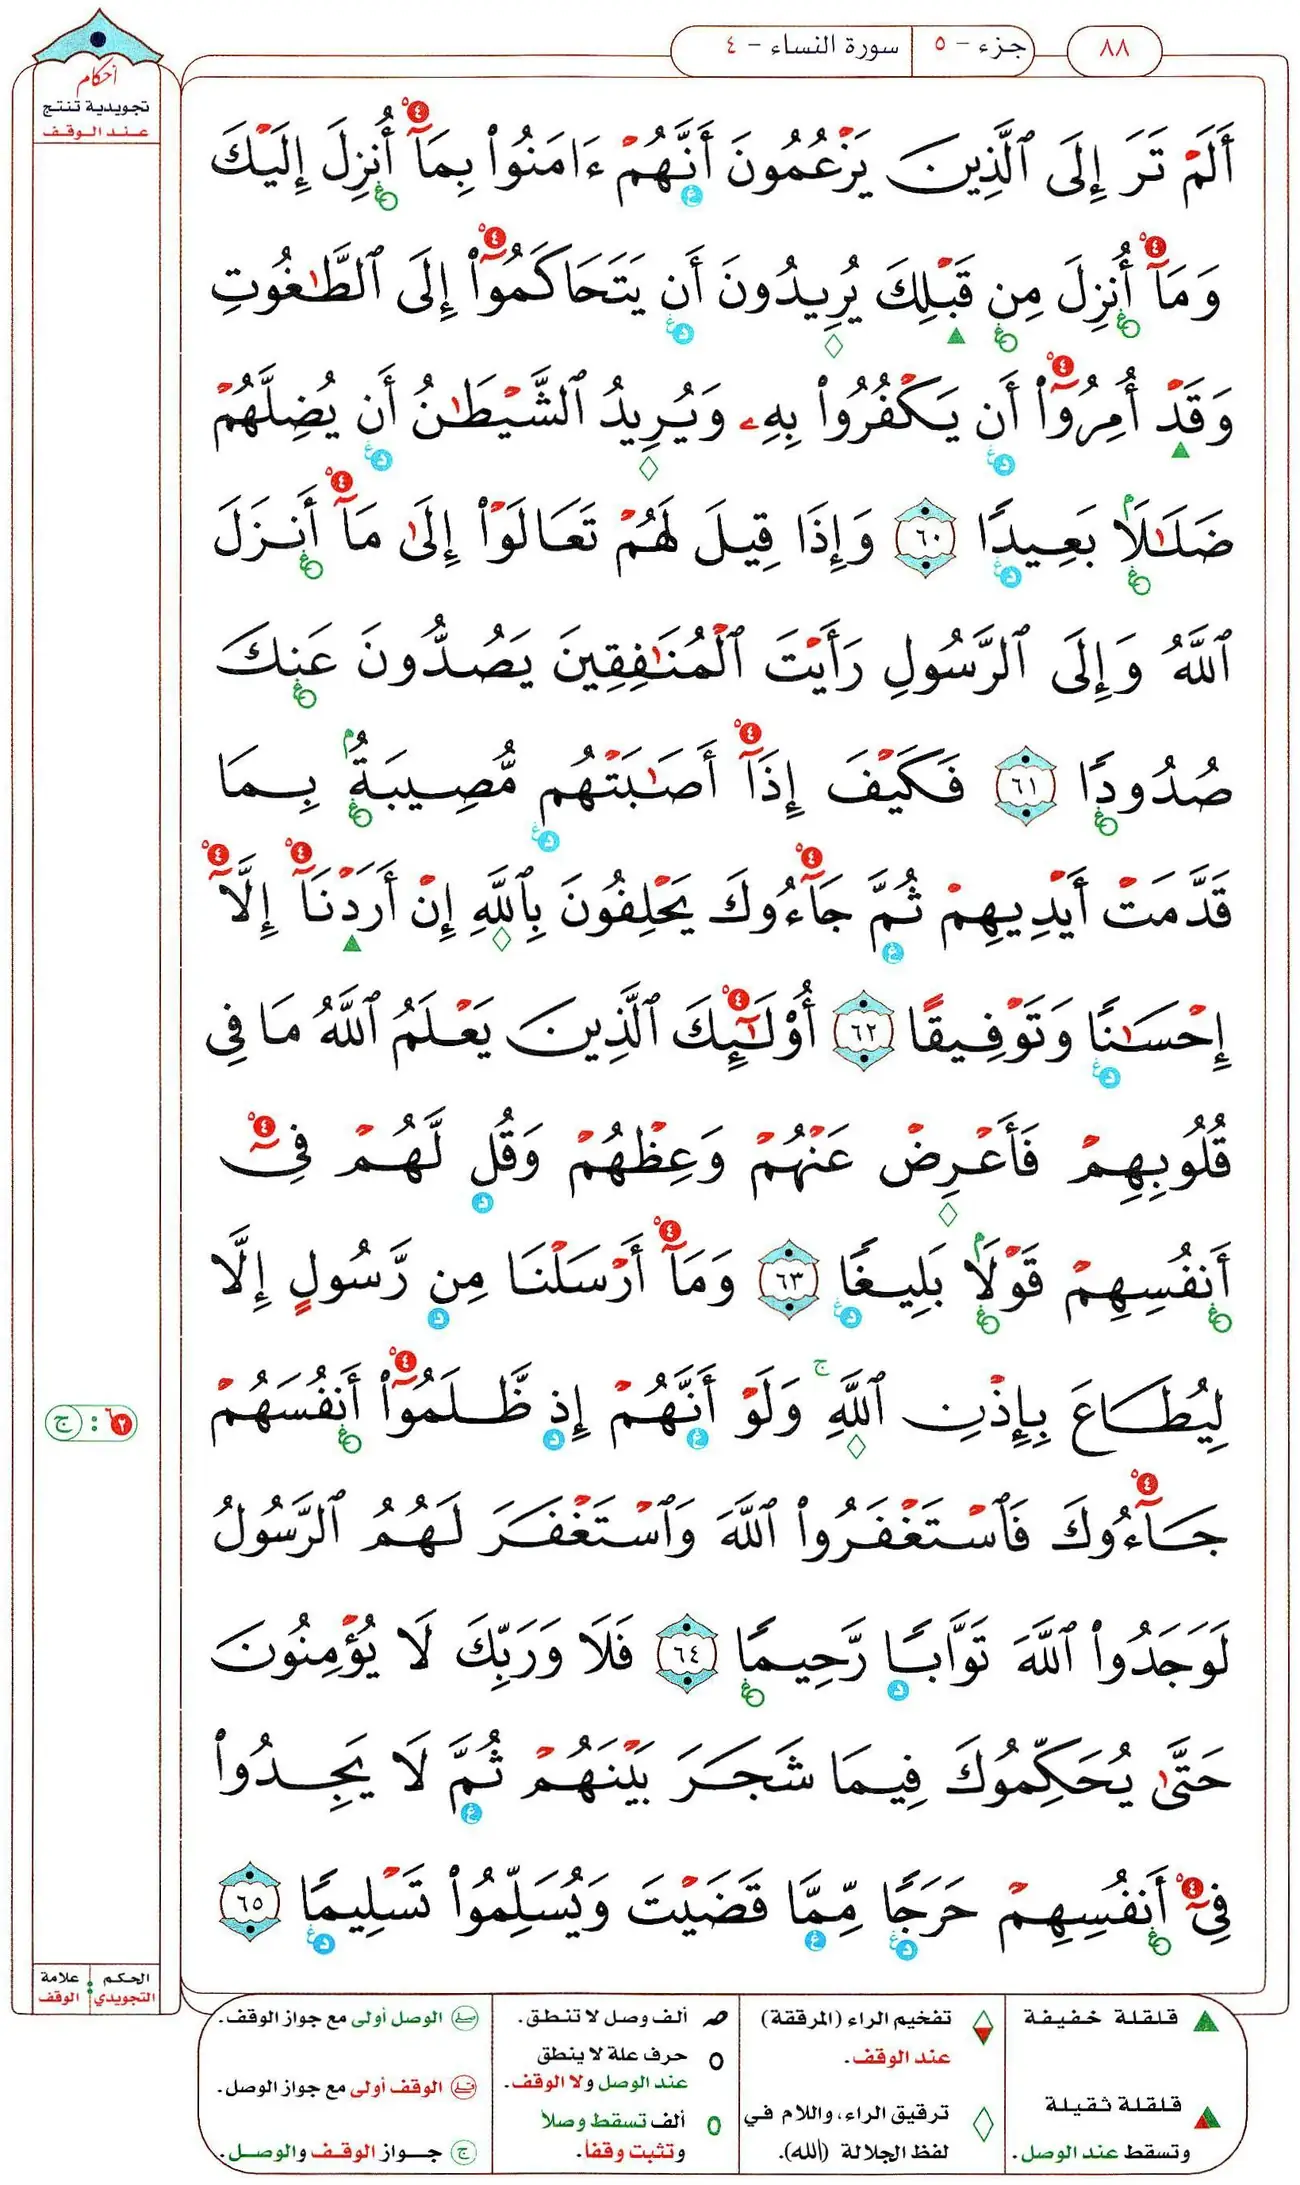 ٨٨
جزء - ٥
سورة النساء - ٤
أحكام
تجويدية تنتج
عند الوقف
أَلَمْ تَرَ إِلَى ٱلَّذِينَ يَزْعُمُونَ أَنَّهُمْ ءَامَنُوا۟ بِمَآ أُنزِلَ إِلَيْكَ
وَمَآ أُنزِلَ مِن قَبْلِكَ يُرِيدُونَ أَن يَتَحَاكَمُوٓا۟ إِلَى ٱلطَّـٰغُوتِ
وَقَدْ أُمِرُوٓا۟ أَن يَكْفُرُوا۟ بِهِۦ وَيُرِيدُ ٱلشَّيْطَـٰنُ أَن يُضِلَّهُمْ
ضَلَـٰلًۢا بَعِيدًا ٦٠ وَإِذَا قِيلَ لَهُمْ تَعَالَوْا۟ إِلَىٰ مَآ أَنزَلَ
ٱللَّهُ وَإِلَى ٱلرَّسُولِ رَأَيْتَ ٱلْمُنَـٰفِقِينَ يَصُدُّونَ عَنكَ
صُدُودًا ٦١ فَكَيْفَ إِذَآ أَصَـٰبَتْهُم مُّصِيبَةٌۢ بِمَا
قَدَّمَتْ أَيْدِيهِمْ ثُمَّ جَآءُوكَ يَحْلِفُونَ بِٱللَّهِ إِنْ أَرَدْنَآ إِلَّآ
إِحْسَـٰنًا وَتَوْفِيقًا ٦٢ أُو۟لَـٰٓئِكَ ٱلَّذِينَ يَعْلَمُ ٱللَّهُ مَا فِى
قُلُوبِهِمْ فَأَعْرِضْ عَنْهُمْ وَعِظْهُمْ وَقُل لَّهُمْ فِىٓ
أَنفُسِهِمْ قَوْلًۢا بَلِيغًا ٦٣ وَمَآ أَرْسَلْنَا مِن رَّسُولٍ إِلَّا
لِيُطَاعَ بِإِذْنِ ٱللَّهِ ۚ وَلَوْ أَنَّهُمْ إِذ ظَّلَمُوٓا۟ أَنفُسَهُمْ
جَآءُوكَ فَٱسْتَغْفَرُوا۟ ٱللَّهَ وَٱسْتَغْفَرَ لَهُمُ ٱلرَّسُولُ
لَوَجَدُوا۟ ٱللَّهَ تَوَّابًا رَّحِيمًا ٦٤ فَلَا وَرَبِّكَ لَا يُؤْمِنُونَ
حَتَّىٰ يُحَكِّمُوكَ فِيمَا شَجَرَ بَيْنَهُمْ ثُمَّ لَا يَجِدُوا۟
فِىٓ أَنفُسِهِمْ حَرَجًا مِّمَّا قَضَيْتَ وَيُسَلِّمُوا۟ تَسْلِيمًا ٦٥
الحكم التجويدي
علامة الوقف
قلقلة خفيفة
قلقلة ثقيلة
وتسقط عند الوصل.
تفخيم الراء (المرققة)
عند الوقف.
ترقيق الراء، واللام في
لفظ الجلالة (الله).
ألف وصل لا تنطق.
حرف علة لا ينطق
عند الوصل ولا الوقف.
ألف تسقط وصلاً
وتثبت وقفاً.
صلے الوصل أولى مع جواز الوقف.
قلے الوقف أولى مع جواز الوصل.
ج جواز الوقف والوصل.